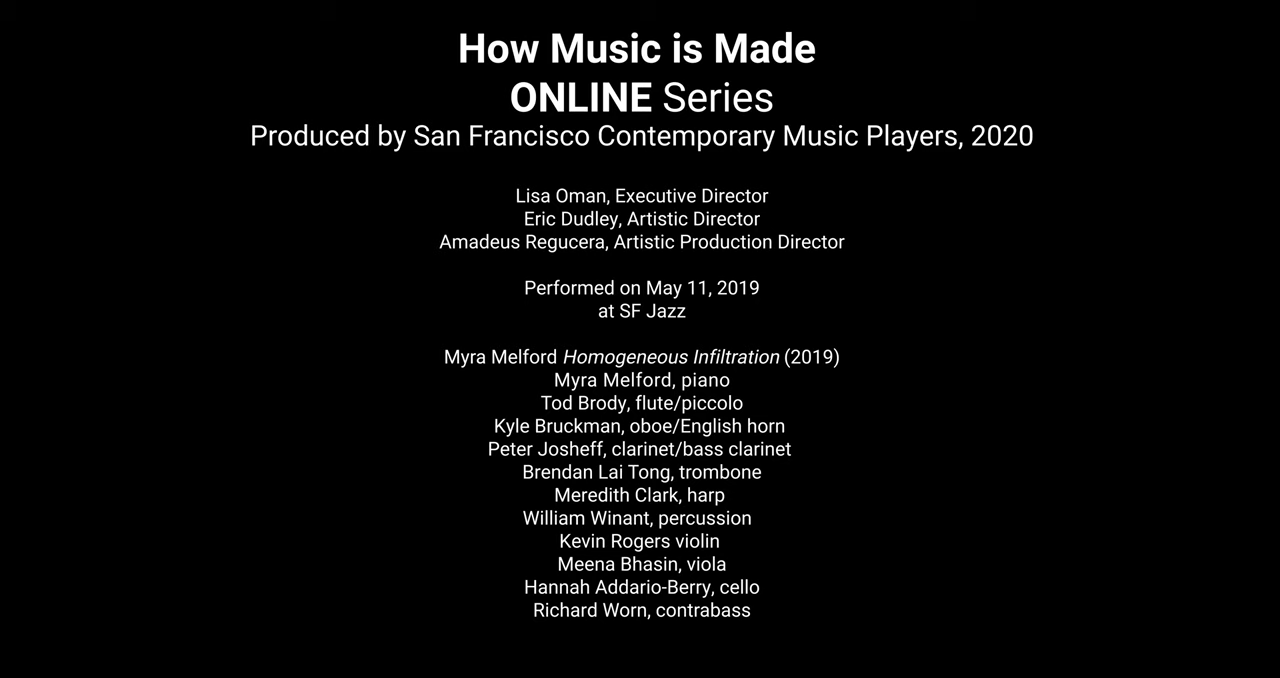 How Music is Made
ONLINE Series
Produced by San Francisco Contemporary Music Players, 2020
Lisa Oman, Executive Director
Eric Dudley, Artistic Director
Amadeus Regucera, Artistic Production Director
Performed on May 11, 2019
at SF Jazz
Myra Melford Homogeneous Infiltration (2019)
Myra Melford, piano
Tod Brody, flute/piccolo
Kyle Bruckman, oboe/English horn
Peter Josheff, clarinet/bass clarinet
Brendan Lai Tong, trombone
Meredith Clark, harp
William Winant, percussion
Kevin Rogers violin
Meena Bhasin, viola
Hannah Addario-Berry, cello
Richard Worn, contrabass